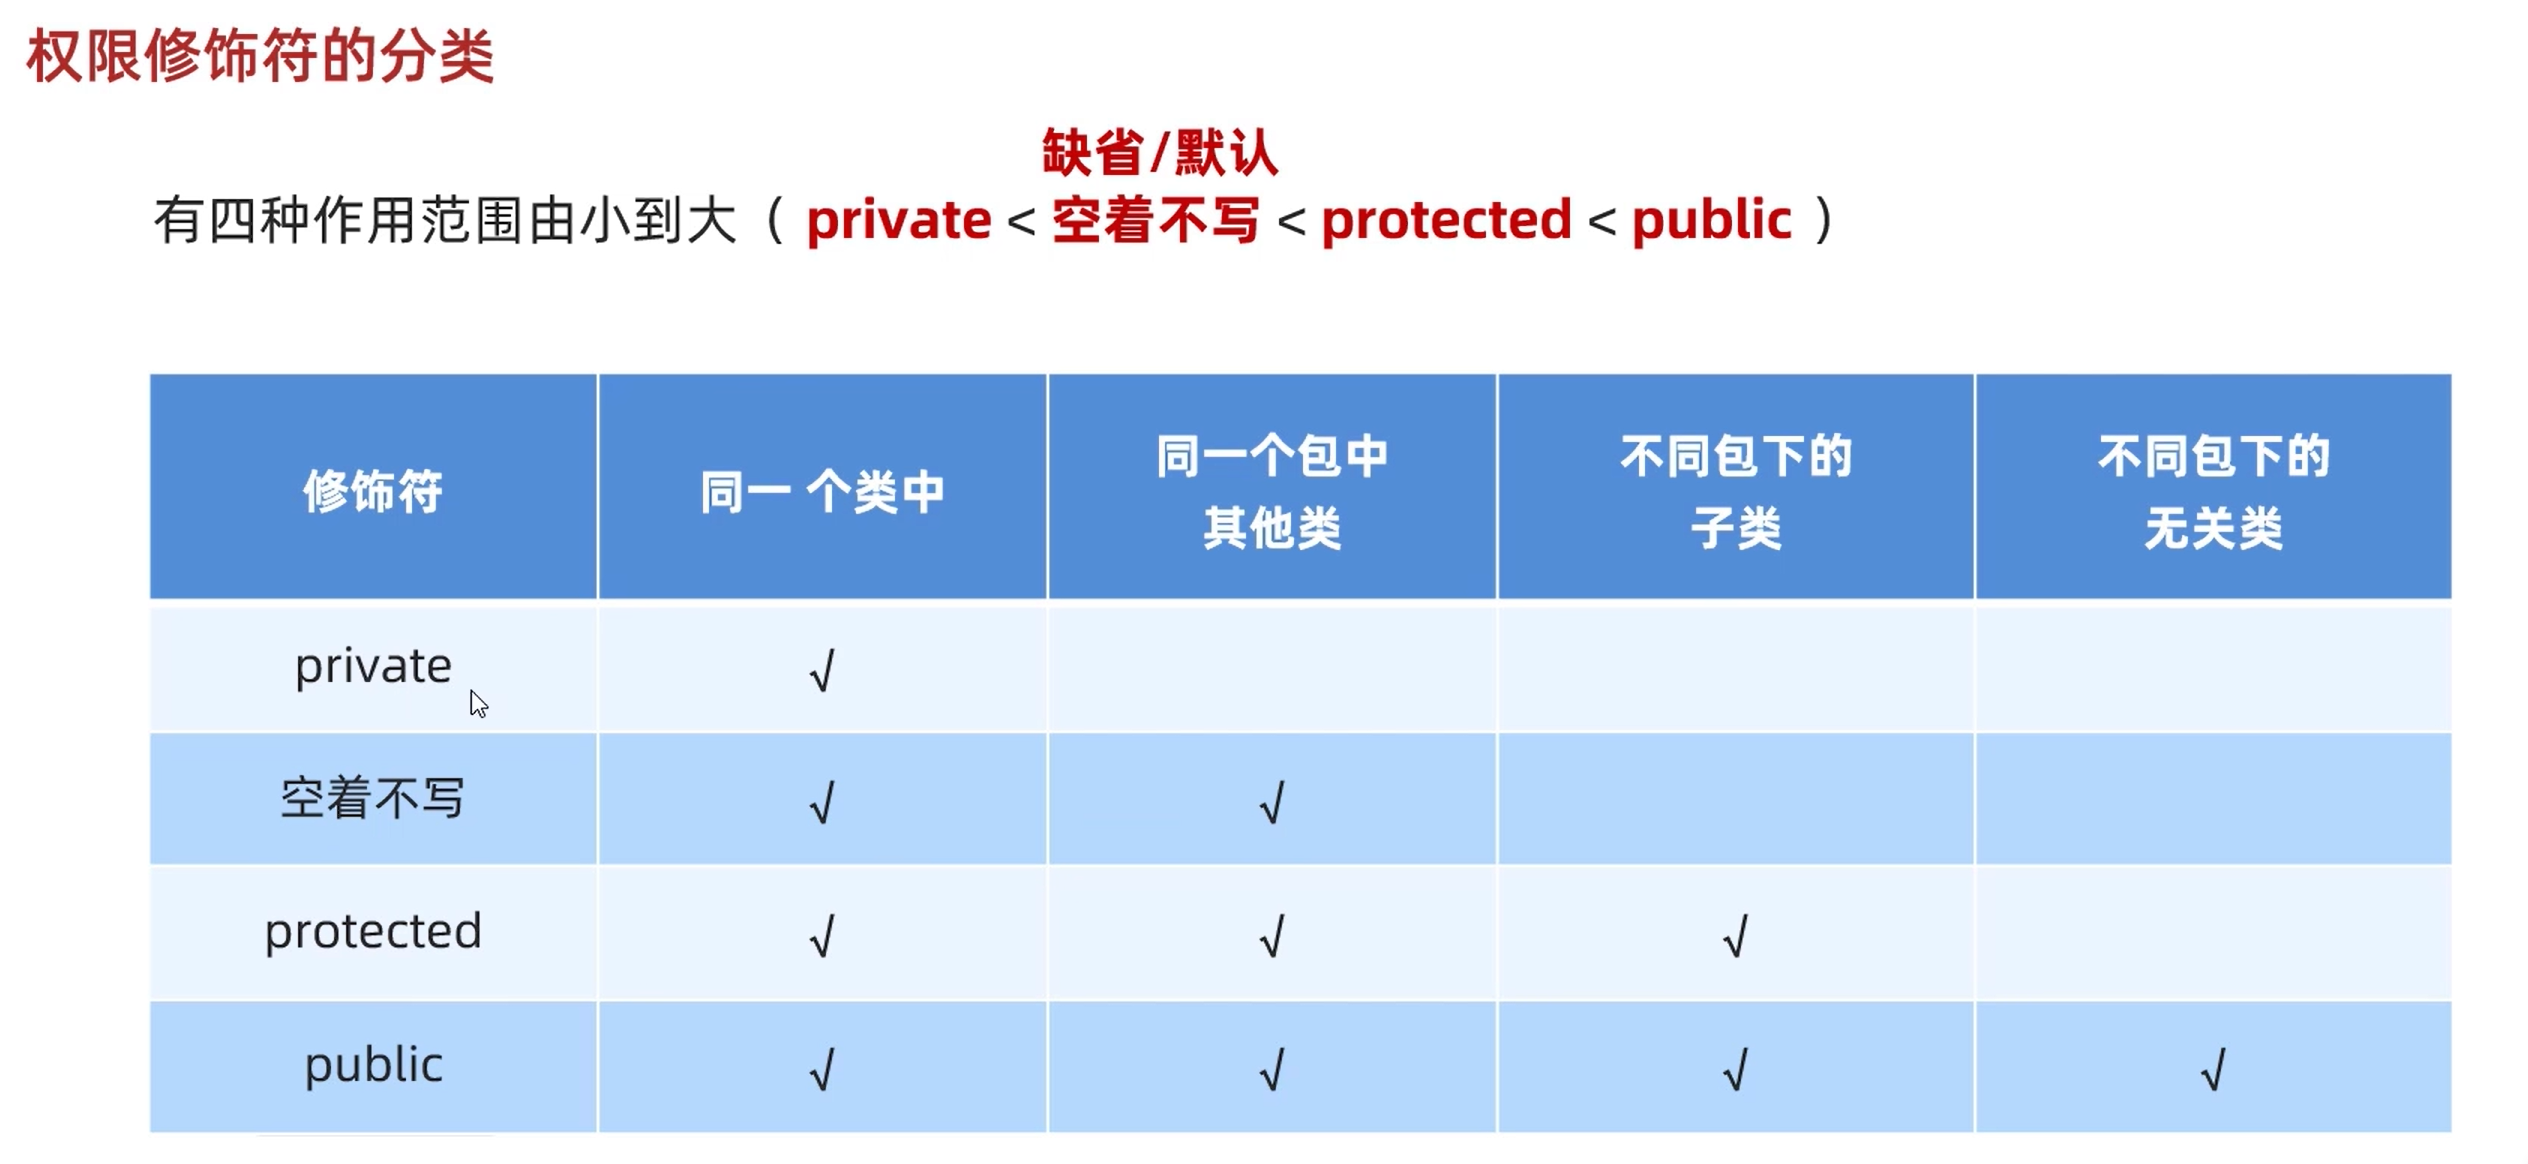 权限修饰符的分类
缺省/默认
有四种作用范围由小到大（ private < 空着不写 < protected < public ）
修饰符 同一 个类中 同一个包中 其他类 不同包下的 子类 不同包下的 无关类
private √
空着不写 √ √
protected √ √ √
public √ √ √ √